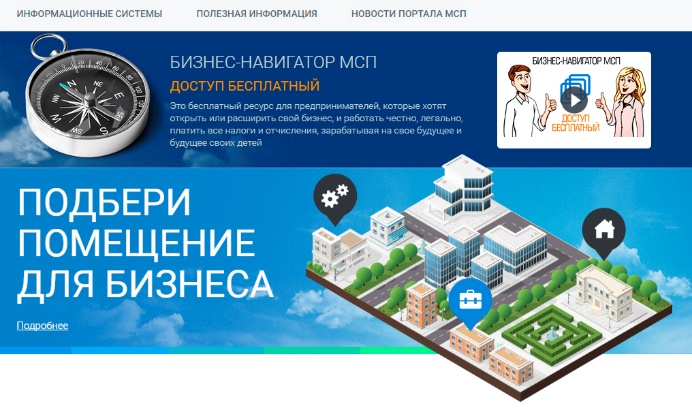 ИНФОРМАЦИОННЫЕ СИСТЕМЫ ПОЛЕЗНАЯ ИНФОРМАЦИЯ НОВОСТИ ПОРТАЛА МСП
БИЗНЕС-НАВИГАТОР МСП
ДОСТУП БЕСПЛАТНЫЙ
Это бесплатный ресурс для предпринимателей, которые хотят
открыть или расширить свой бизнес, и работать честно, легально,
платить все налоги и отчисления, зарабатывая на свое будущее и
будущее своих детей
БИЗНЕС-НАВИГАТОР МСП
ДОСТУП
БЕСПЛАТНЫЙ
N
NE
E
ПОДБЕРИ
ПОМЕЩЕНИЕ
ДЛЯ БИЗНЕСА
Подробнее